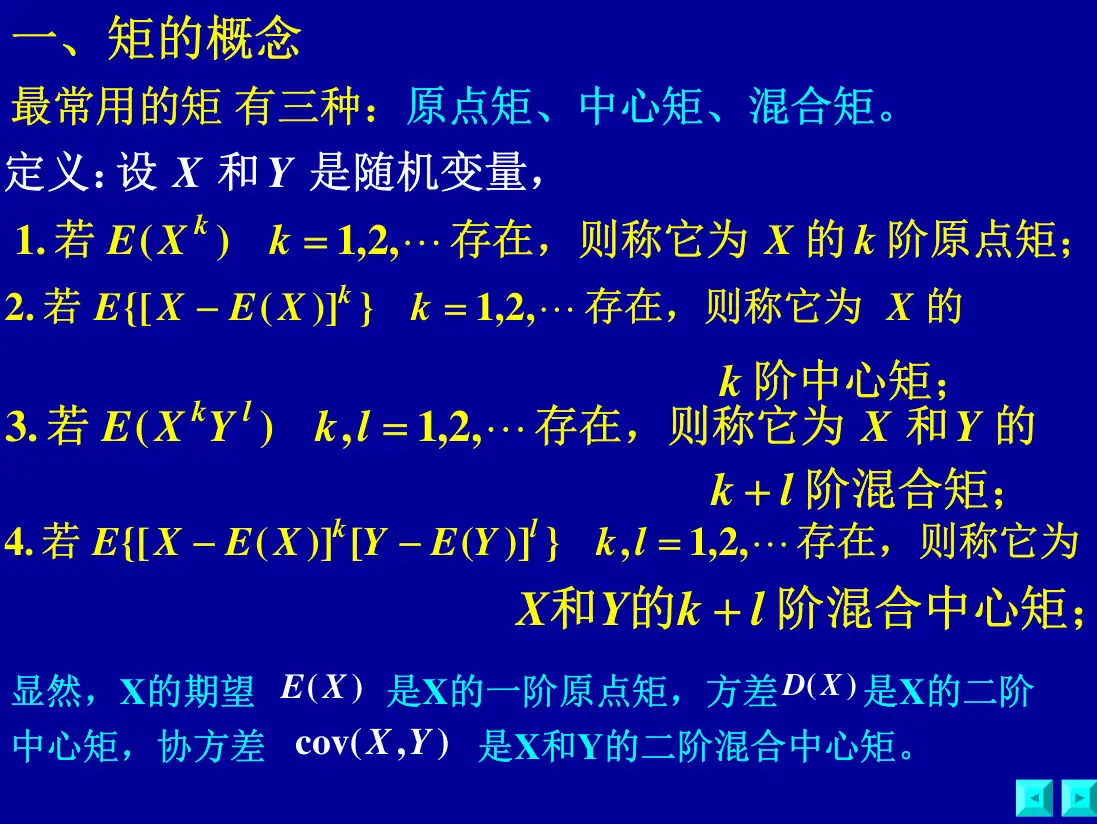 一、矩的概念
最常用的矩 有三种：原点矩、中心矩、混合矩。
定义：设 X 和 Y 是随机变量，
1. 若 E(X^k) k = 1,2,⋯ 存在，则称它为 X 的 k 阶原点矩；
2. 若 E{[X − E(X)]^k} k = 1,2,⋯ 存在，则称它为 X 的
k 阶中心矩；
3. 若 E(X^k Y^l) k,l = 1,2,⋯ 存在，则称它为 X 和 Y 的
k + l 阶混合矩；
4. 若 E{[X − E(X)]^k [Y − E(Y)]^l} k,l = 1,2,⋯ 存在，则称它为
X和Y的k + l 阶混合中心矩；
显然，X的期望 E(X) 是X的一阶原点矩，方差D(X)是X的二阶
中心矩，协方差 cov(X,Y) 是X和Y的二阶混合中心矩。